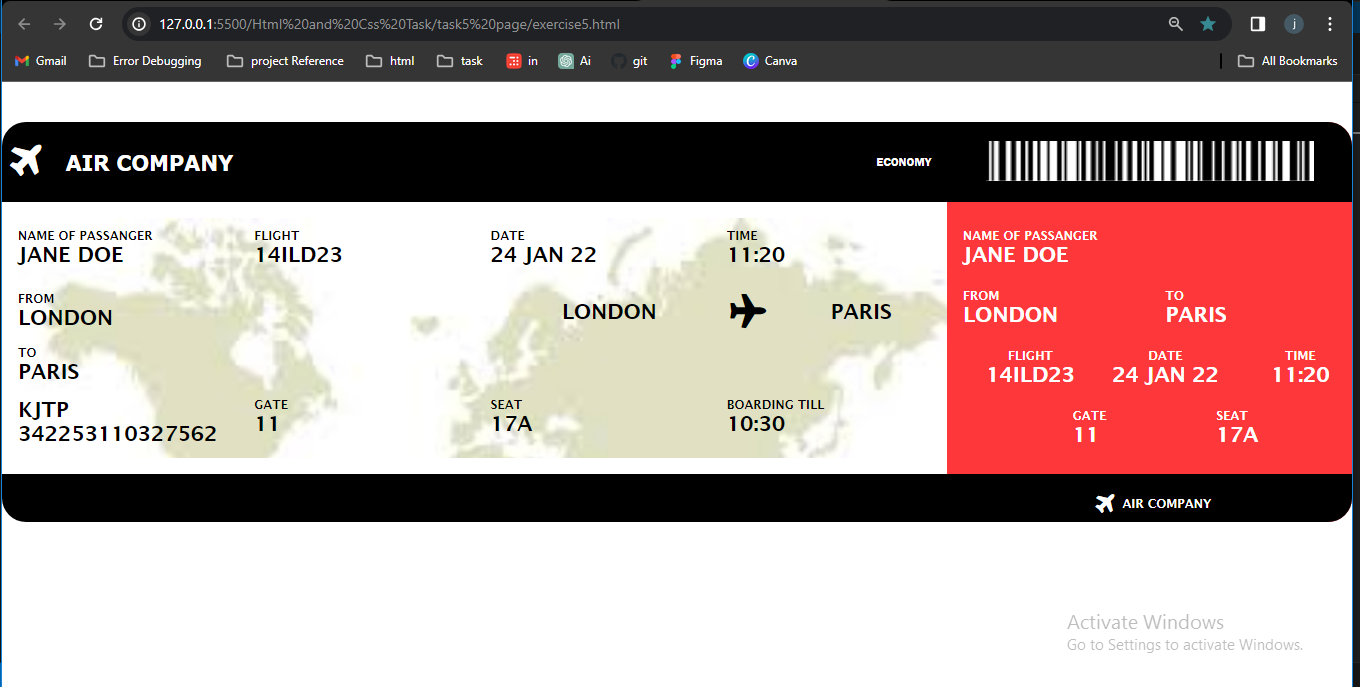 127.0.0.1:5500/Html%20and%20Css%20Task/task5%20page/exercise5.html
j
Gmail Error Debugging project Reference html task in Ai git Figma Canva All Bookmarks
AIR COMPANY ECONOMY
NAME OF PASSANGER FLIGHT DATE TIME
JANE DOE 14ILD23 24 JAN 22 11:20
FROM
LONDON
LONDON PARIS
TO
PARIS
KJTP
342253110327562
GATE SEAT BOARDING TILL
11 17A 10:30
NAME OF PASSANGER
JANE DOE
FROM TO
LONDON PARIS
FLIGHT DATE TIME
14ILD23 24 JAN 22 11:20
GATE SEAT
11 17A
AIR COMPANY
Activate Windows
Go to Settings to activate Windows.